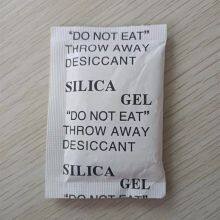 "DO NOT EAT"
THROW AWAY
DESICCANT
SILICA
GEL
"DO NOT EAT"
THROW AWAY
DESICCANT
SILICA
GEL